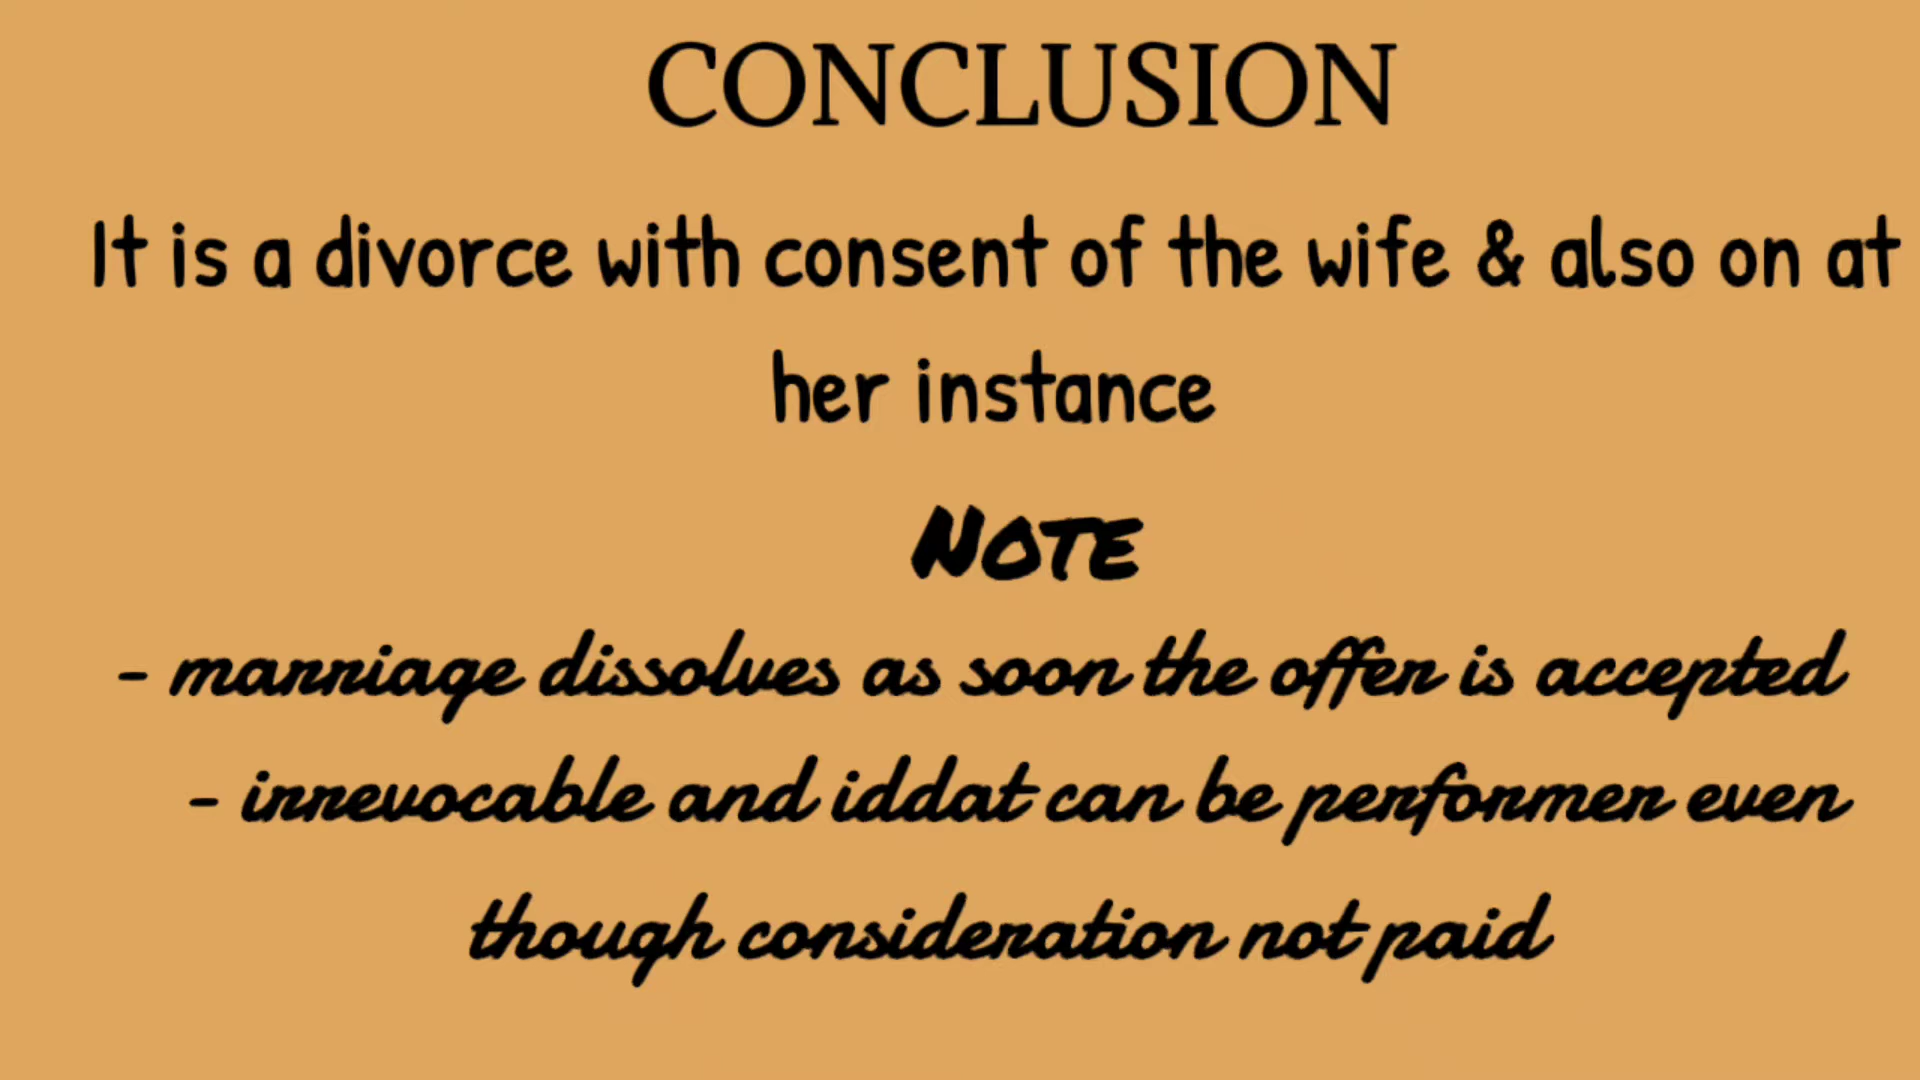 CONCLUSION
It is a divorce with consent of the wife & also on at
her instance
NOTE
- marriage dissolves as soon the offer is accepted
- irrevocable and iddat can be performer even
though consideration not paid